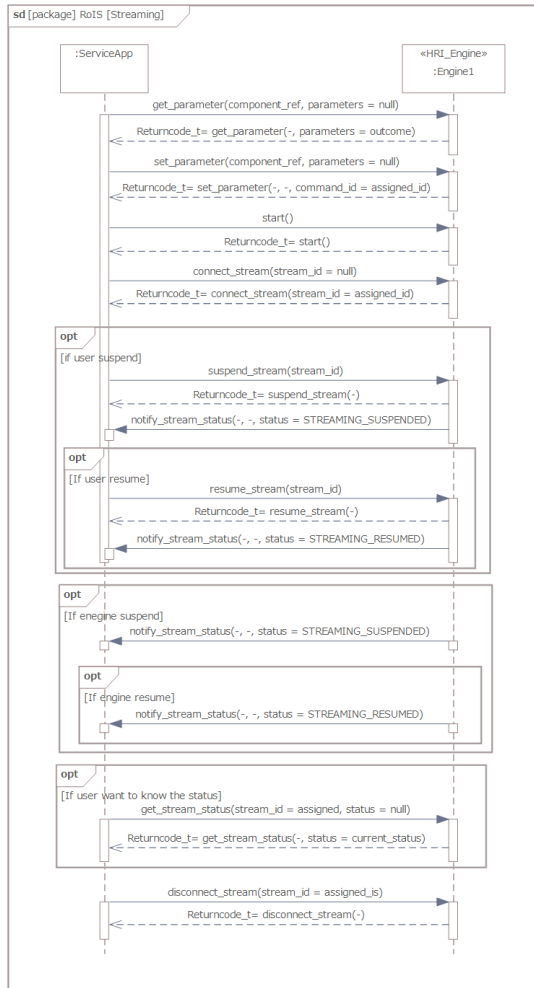 sd [package] RoIS [Streaming]
:ServiceApp
«HRI_Engine»
:Engine1
get_parameter(component_ref, parameters = null)
Returncode_t= get_parameter(-, parameters = outcome)
set_parameter(component_ref, parameters = null)
Returncode_t= set_parameter(-, -, command_id = assigned_id)
start()
Returncode_t= start()
connect_stream(stream_id = null)
Returncode_t= connect_stream(stream_id = assigned_id)
opt
[if user suspend]
suspend_stream(stream_id)
Returncode_t= suspend_stream(-)
notify_stream_status(-, -, status = STREAMING_SUSPENDED)
opt
[If user resume]
resume_stream(stream_id)
Returncode_t= resume_stream(-)
notify_stream_status(-, -, status = STREAMING_RESUMED)
opt
[If enegine suspend]
notify_stream_status(-, -, status = STREAMING_SUSPENDED)
opt
[If engine resume]
notify_stream_status(-, -, status = STREAMING_RESUMED)
opt
[If user want to know the status]
get_stream_status(stream_id = assigned, status = null)
Returncode_t= get_stream_status(-, status = current_status)
disconnect_stream(stream_id = assigned_is)
Returncode_t= disconnect_stream(-)